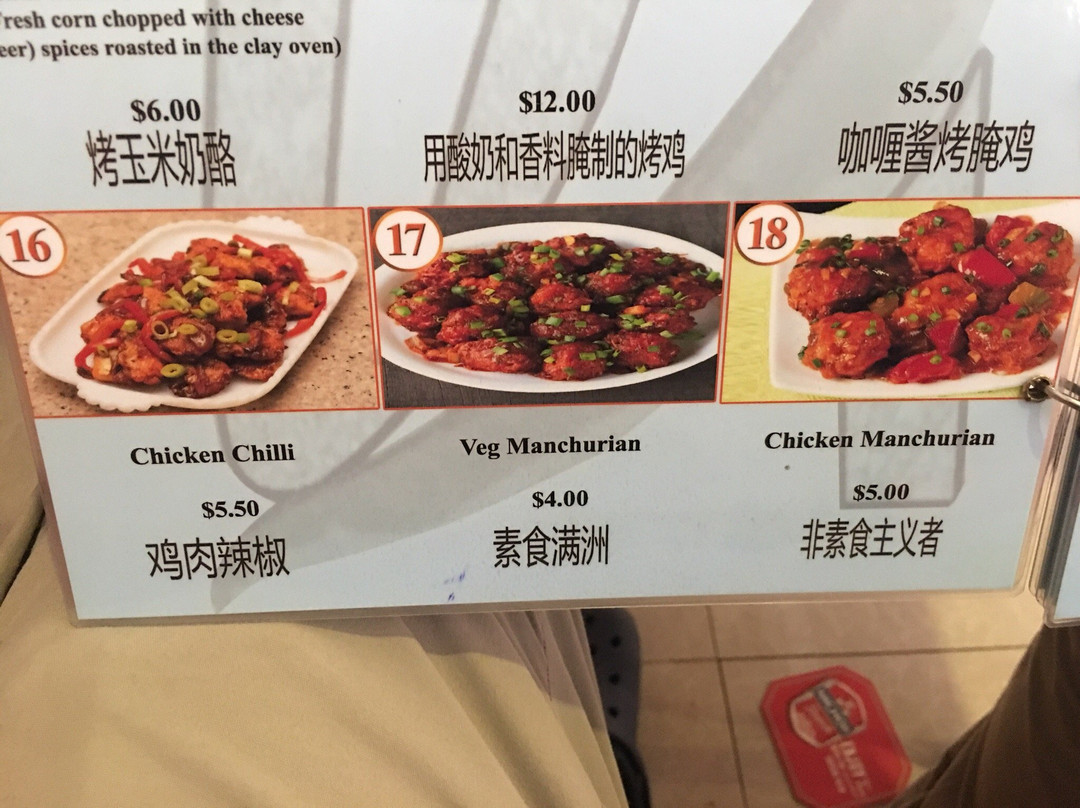 resh corn chopped with cheese
eer) spices roasted in the clay oven)
$6.00
烤玉米奶酪
$12.00
用酸奶和香料腌制的烤鸡
$5.50
咖喱酱烤腌鸡
16
17
18
Chicken Chilli
$5.50
鸡肉辣椒
Veg Manchurian
$4.00
素食满洲
Chicken Manchurian
$5.00
非素食主义者